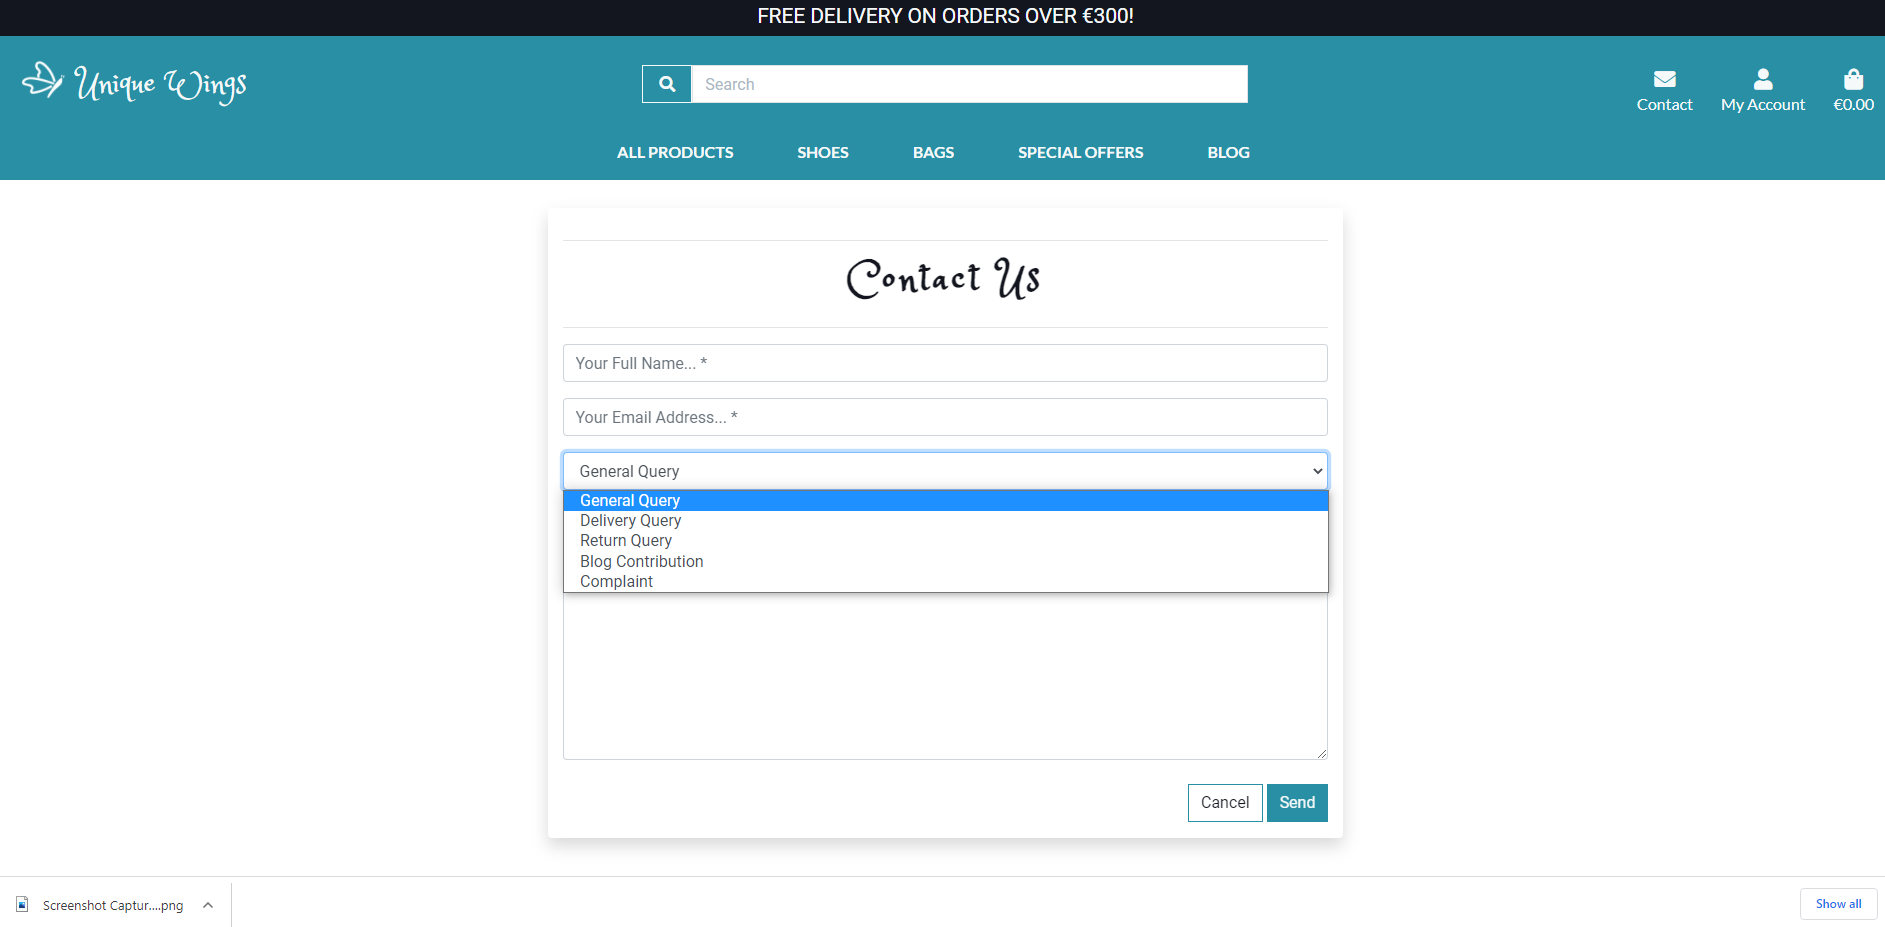 FREE DELIVERY ON ORDERS OVER €300!
Unique Wings
Search
Contact
My Account
€0.00
ALL PRODUCTS
SHOES
BAGS
SPECIAL OFFERS
BLOG
Contact Us
Your Full Name... *
Your Email Address... *
General Query
General Query
Delivery Query
Return Query
Blog Contribution
Complaint
Cancel
Send
Screenshot Captur....png
Show all